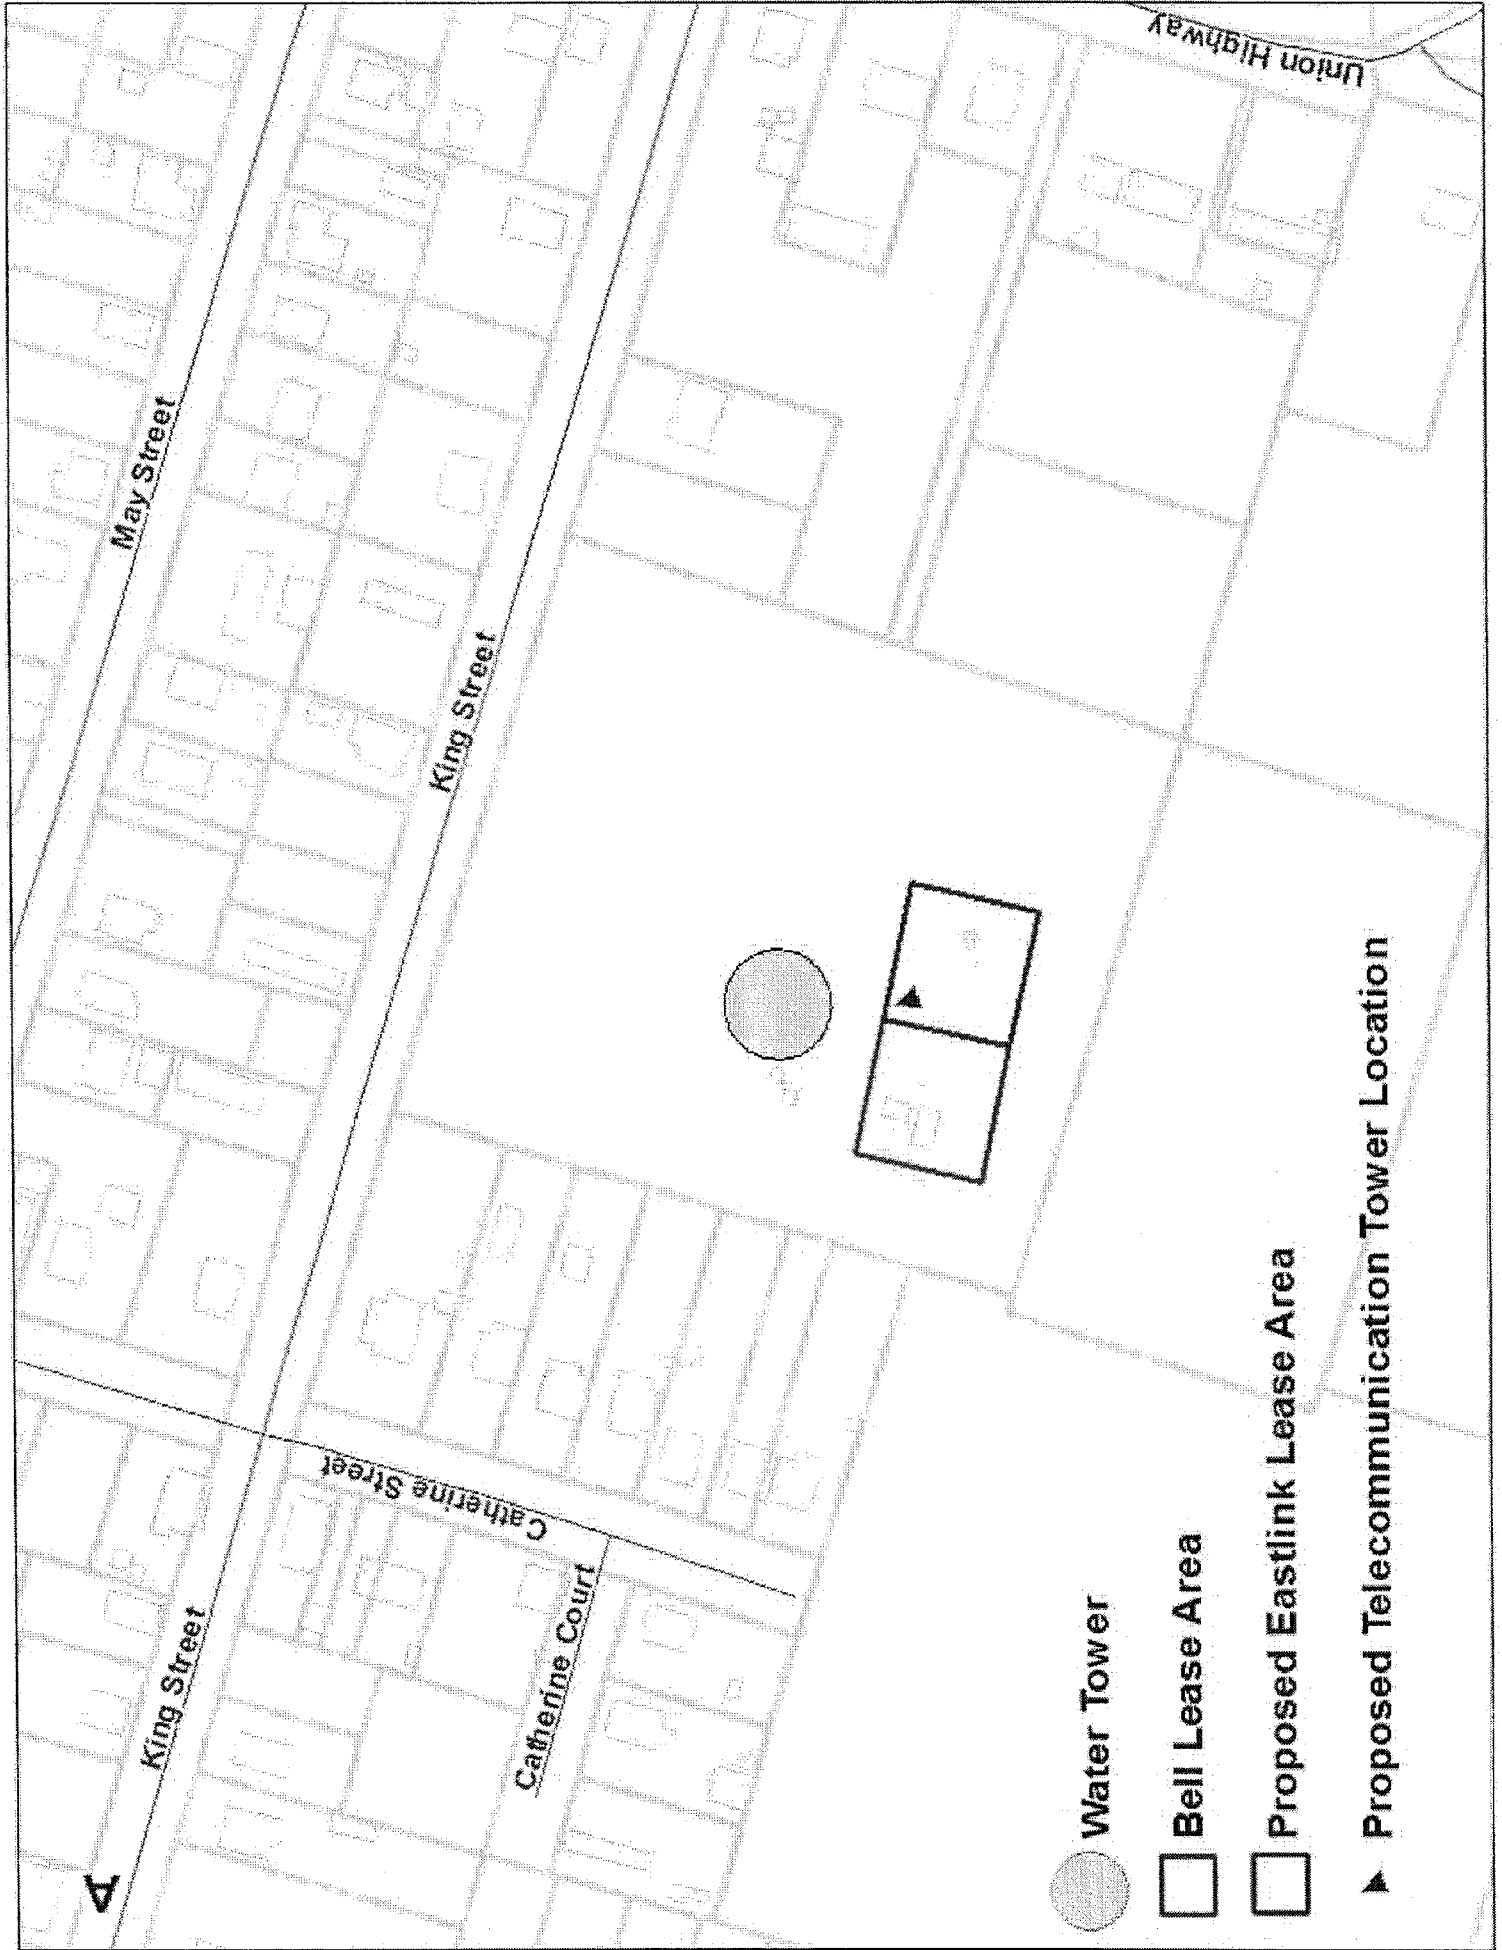 May Street
King Street
Union Highway
King Street
Catherine Street
Catherine Court
Water Tower
Bell Lease Area
Proposed Eastlink Lease Area
Proposed Telecommunication Tower Location